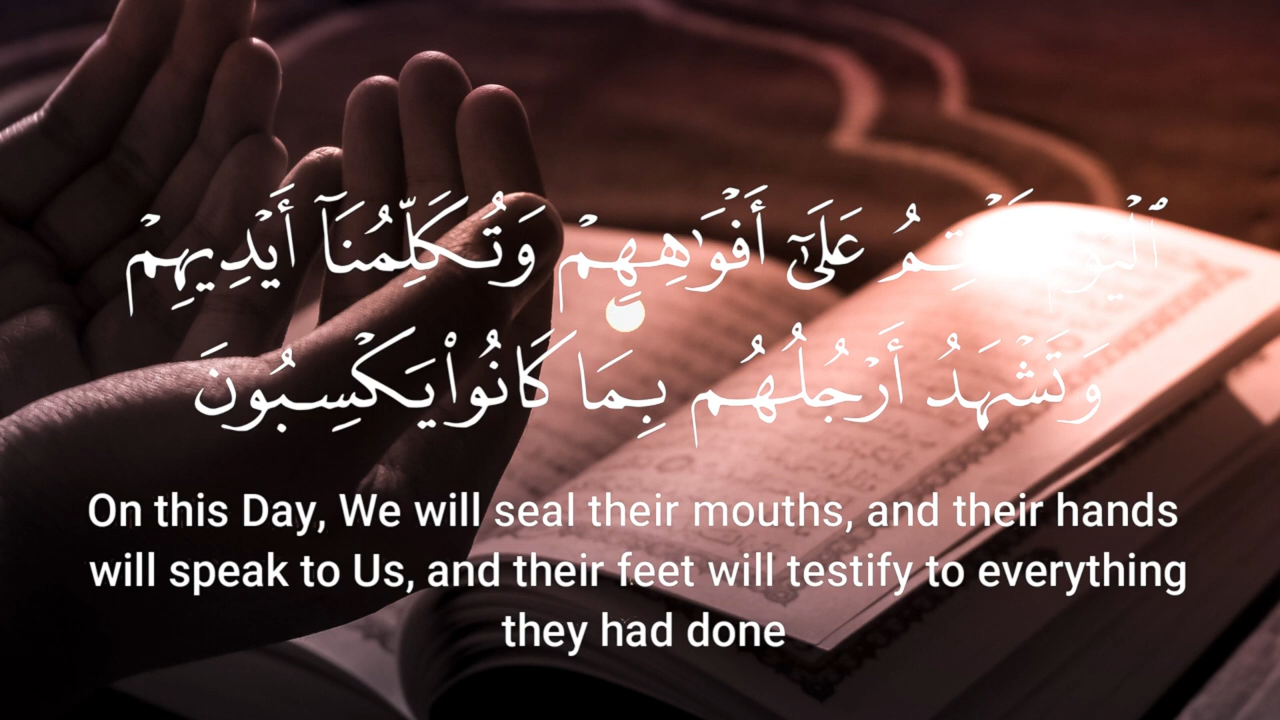 ٱلْيَوْمَ نَخْتِمُ عَلَىٰٓ أَفْوَٰهِهِمْ وَتُكَلِّمُنَآ أَيْدِيهِمْ
وَتَشْهَدُ أَرْجُلُهُم بِمَا كَانُوا۟ يَكْسِبُونَ
On this Day, We will seal their mouths, and their hands
will speak to Us, and their feet will testify to everything
they had done